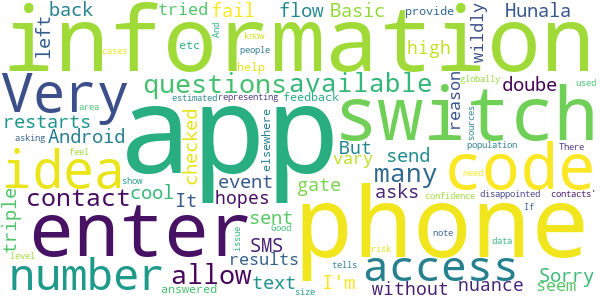 back tried fail flow Basic provide Hunala
left And know people high wildly
etc help cases
information
Very questions available reason doube
restarts estimated representing feedback elsewhere globally used
Android checked app switch
area asking But vary send sources population There
idea feel cool event gate many asks code
contact It hopes need
triple show sent SMS without disappointed contacts'
enter Good issue confidence If
phone access nuance Sorry
number allow results note data
level answered text I'm risk tells seem
size